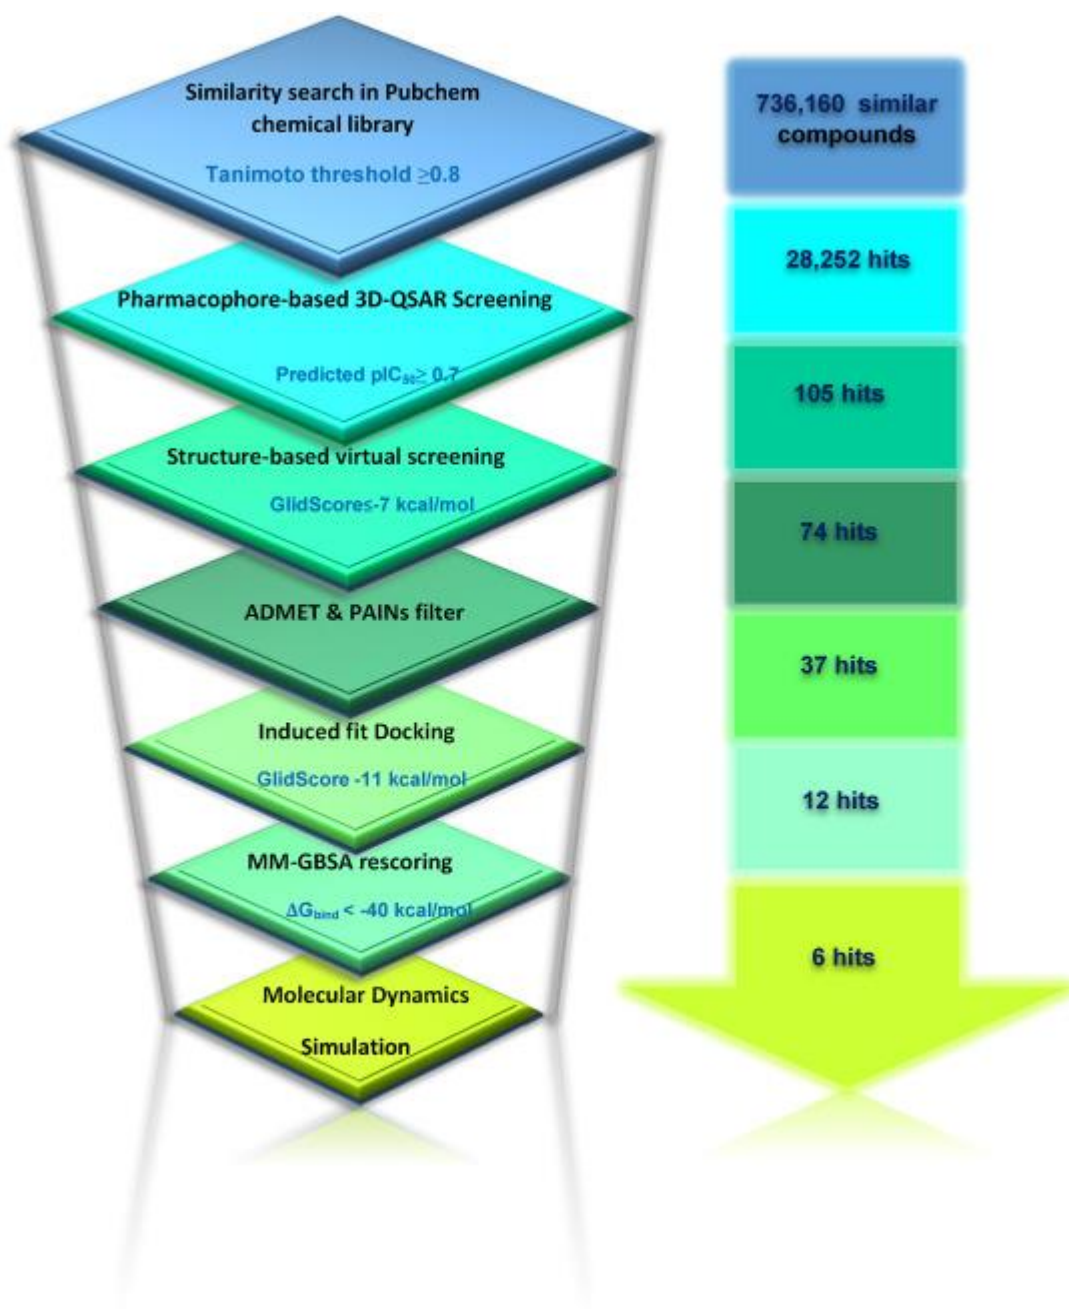 Similarity search in Pubchem
chemical library
Tanimoto threshold ≥0.8
Pharmacophore-based 3D-QSAR Screening
Predicted pIC₅₀≥ 0.7
Structure-based virtual screening
GlidScore≤-7 kcal/mol
ADMET & PAINs filter
Induced fit Docking
GlidScore -11 kcal/mol
MM-GBSA rescoring
ΔG_bind < -40 kcal/mol
Molecular Dynamics
Simulation
736,160 similar
compounds
28,252 hits
105 hits
74 hits
37 hits
12 hits
6 hits